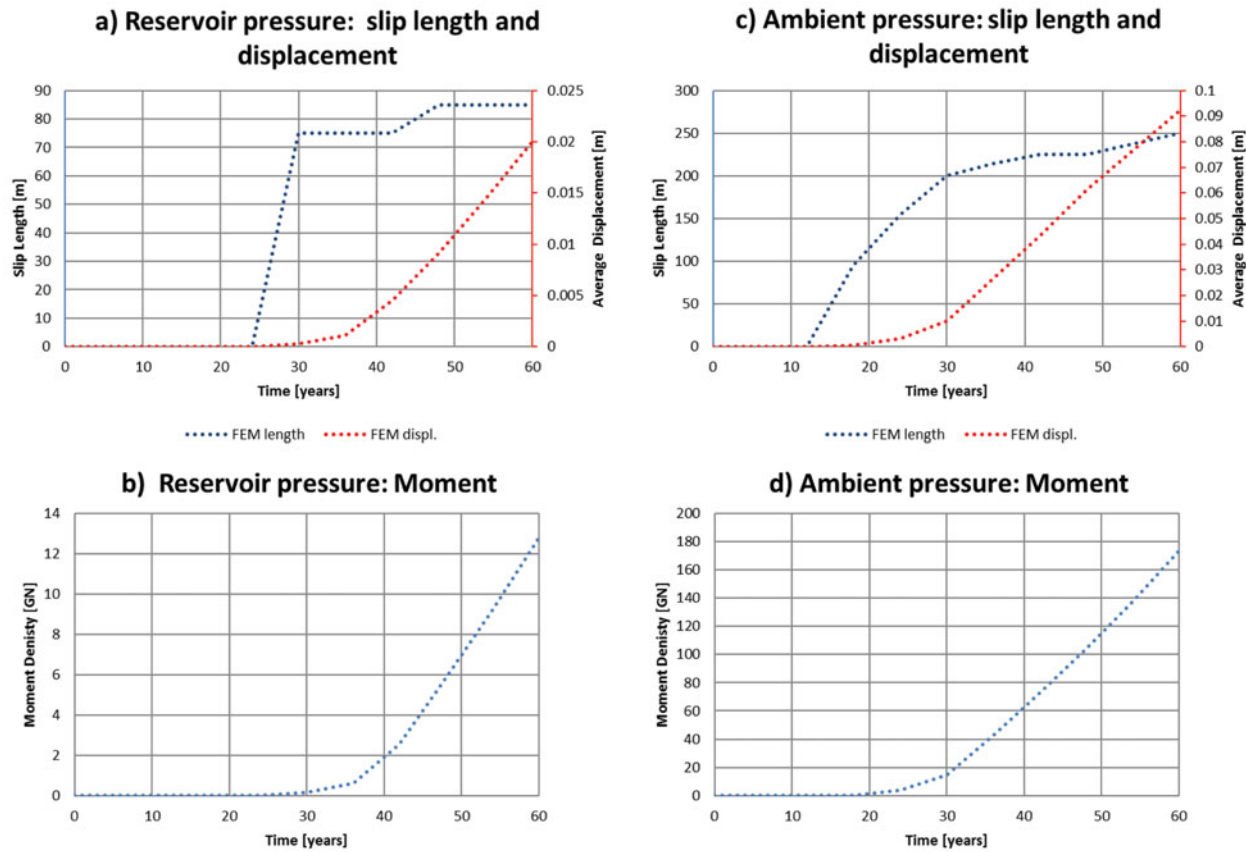 a) Reservoir pressure: slip length and
displacement
90
80
70
60
50
40
30
20
10
0
Slip Length [m]
0.025
0.02
0.015
0.01
0.005
0
Average Displacement [m]
0 10 20 30 40 50 60
Time [years]
FEM length FEM displ.
c) Ambient pressure: slip length and
displacement
300
250
200
150
100
50
0
Slip Length [m]
0.1
0.09
0.08
0.07
0.06
0.05
0.04
0.03
0.02
0.01
0
Average Displacement [m]
0 10 20 30 40 50 60
Time [years]
FEM length FEM displ.
b) Reservoir pressure: Moment
14
12
10
8
6
4
2
0
Moment Denisty [GN]
0 10 20 30 40 50 60
Time [years]
d) Ambient pressure: Moment
200
180
160
140
120
100
80
60
40
20
0
Moment Denisty [GN]
0 10 20 30 40 50 60
Time [years]